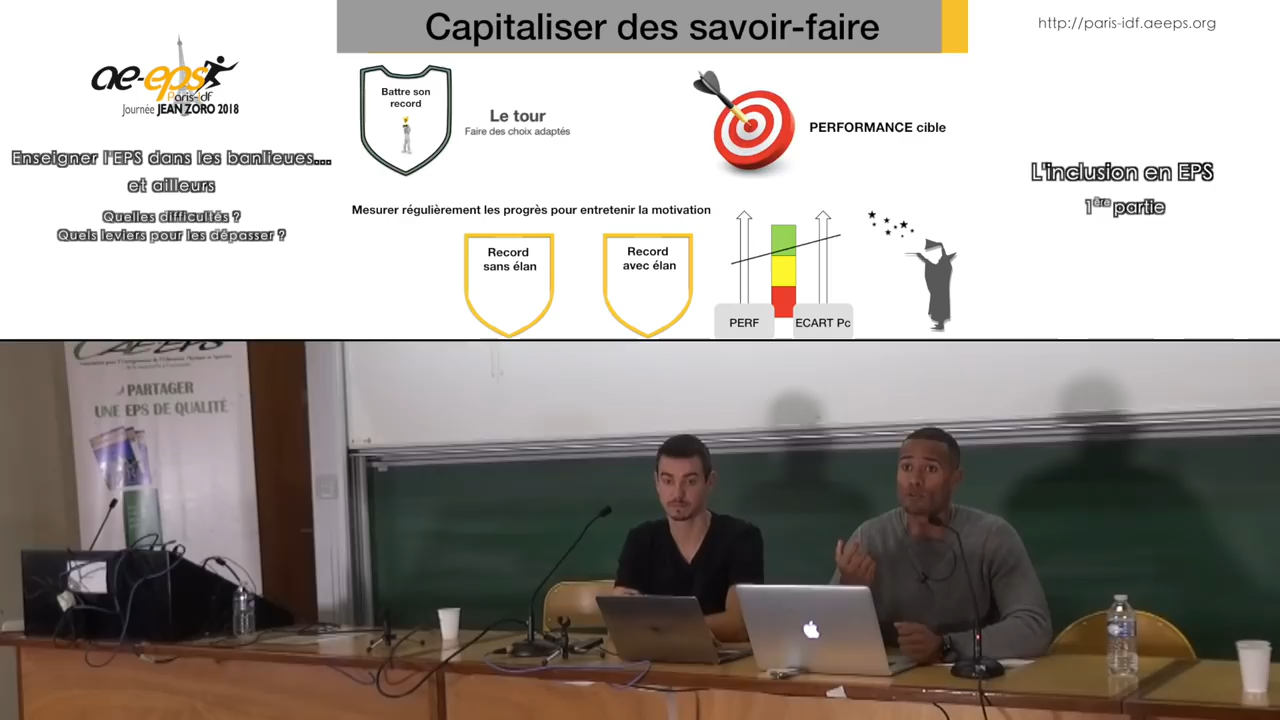 Capitaliser des savoir-faire
http://paris-idf.aeeps.org
ae-eps
Paris-idf
Journée JEAN ZORO 2018
Enseigner l'EPS dans les banlieues...
et ailleurs
Quelles difficultés ?
Quels leviers pour les dépasser ?
Battre son
record
Le tour
Faire des choix adaptés
PERFORMANCE cible
L'inclusion en EPS
1ère partie
Mesurer régulièrement les progrès pour entretenir la motivation
Record
sans élan
Record
avec élan
PERF
ECART Pc
PARTAGER
UNE EPS DE QUALITÉ